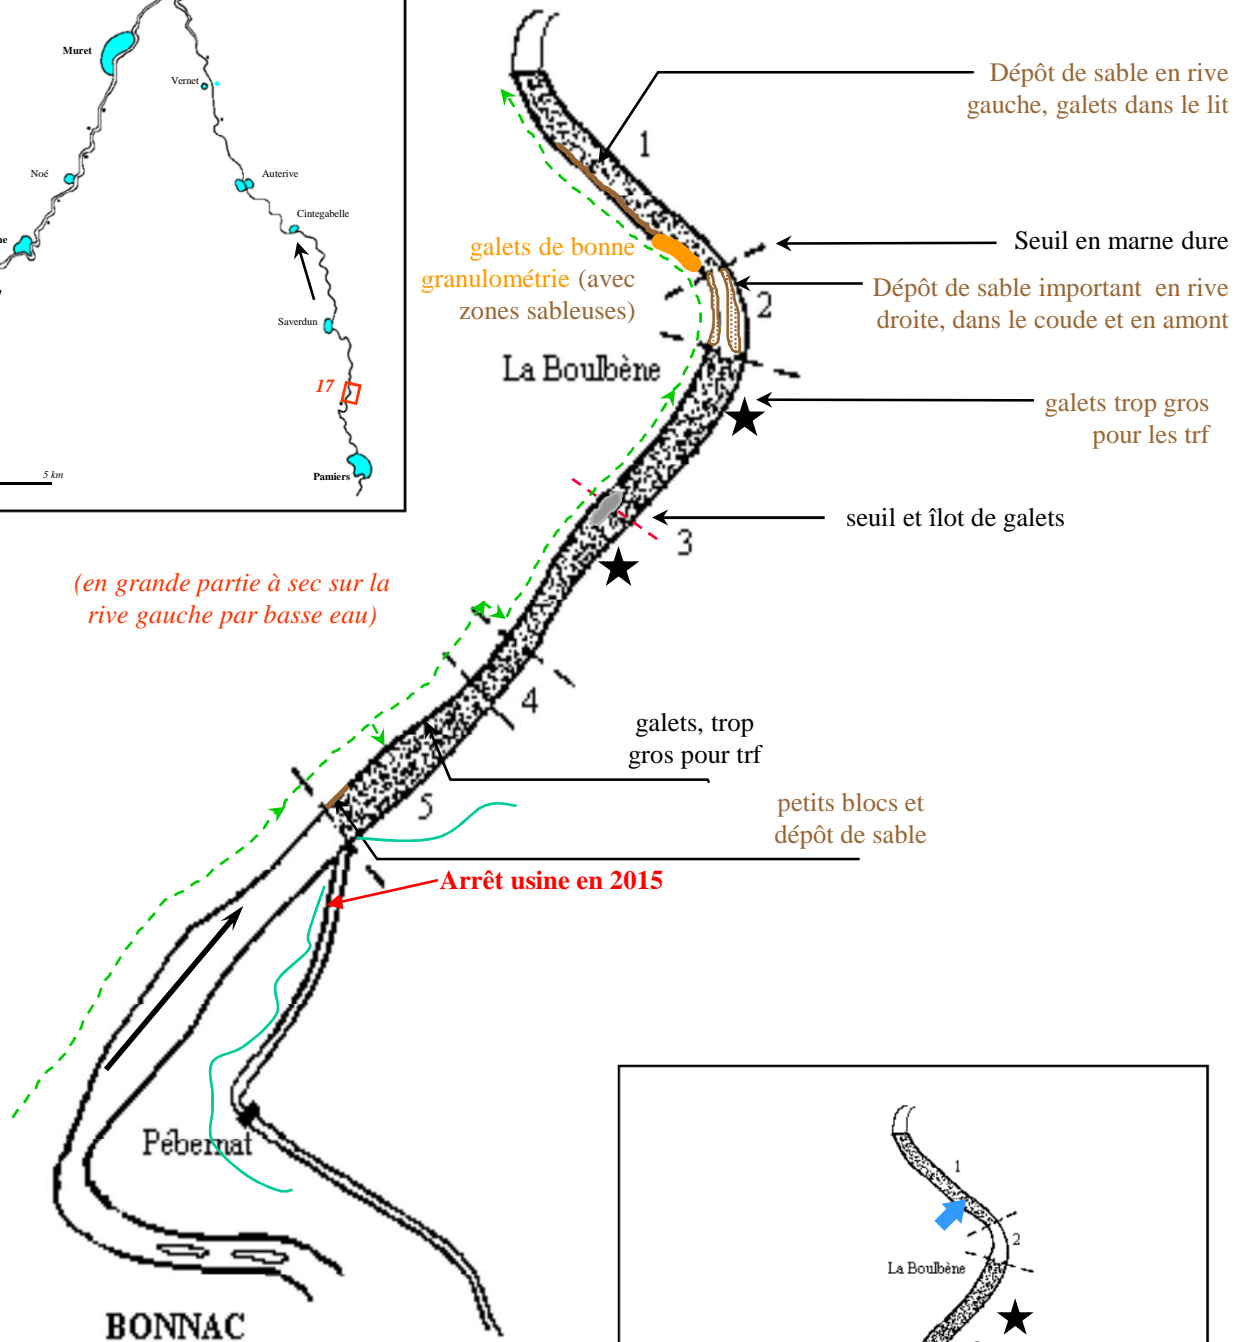 Muret
Vernet
Noé
Auterive
Cintegabelle
ne
Saverdun
17
5 km
Pamiers
Dépôt de sable en rive
gauche, galets dans le lit
1
galets de bonne
granulométrie (avec
zones sableuses)
Seuil en marne dure
Dépôt de sable important en rive
droite, dans le coude et en amont
2
La Boulbène
galets trop gros
pour les trf
seuil et îlot de galets
3
(en grande partie à sec sur la
rive gauche par basse eau)
4
galets, trop
gros pour trf
5
petits blocs et
dépôt de sable
Arrêt usine en 2015
Pébernat
BONNAC
1
2
La Boulbène